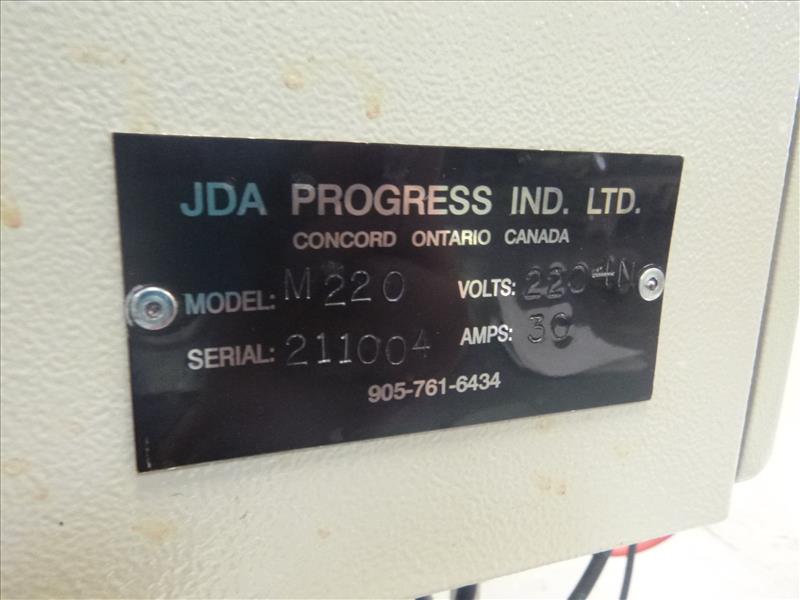 JDA PROGRESS IND. LTD.
CONCORD ONTARIO CANADA
MODEL: M220 VOLTS: 220+N
SERIAL: 211004 AMPS: 30
905-761-6434